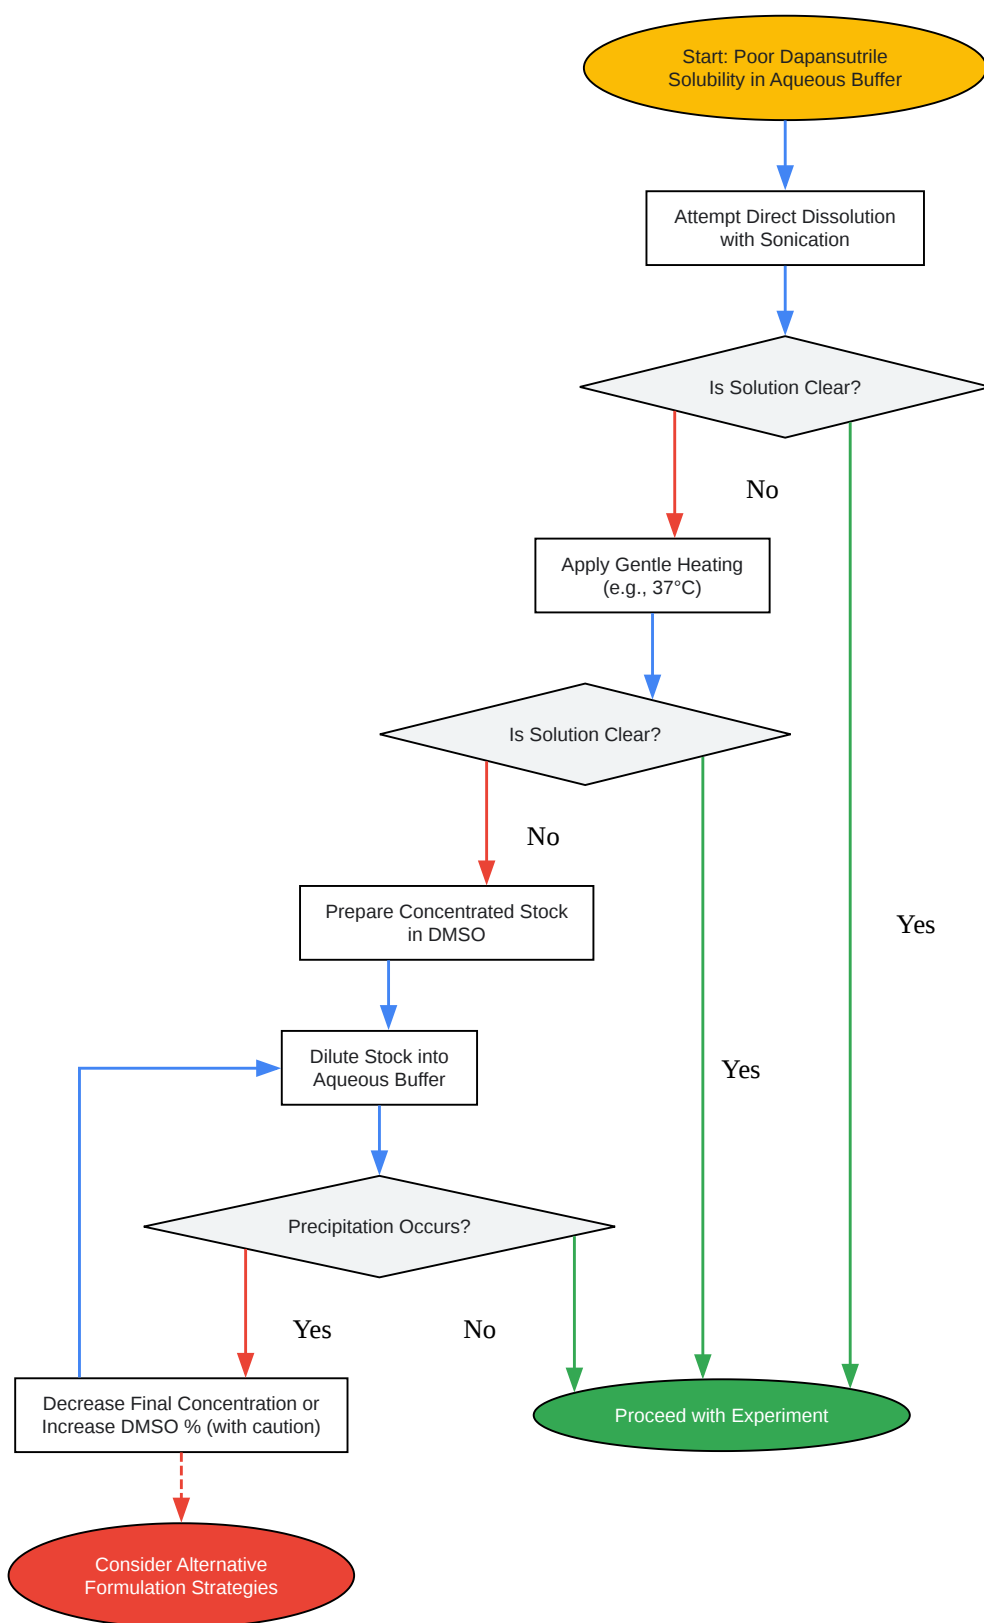 Start: Poor Dapansutrile
Solubility in Aqueous Buffer
Attempt Direct Dissolution
with Sonication
Is Solution Clear?
No
Apply Gentle Heating
(e.g., 37°C)
Is Solution Clear?
No
Prepare Concentrated Stock
in DMSO
Yes
Dilute Stock into
Aqueous Buffer
Yes
Precipitation Occurs?
Yes
No
Decrease Final Concentration or
Increase DMSO % (with caution)
Proceed with Experiment
Consider Alternative
Formulation Strategies